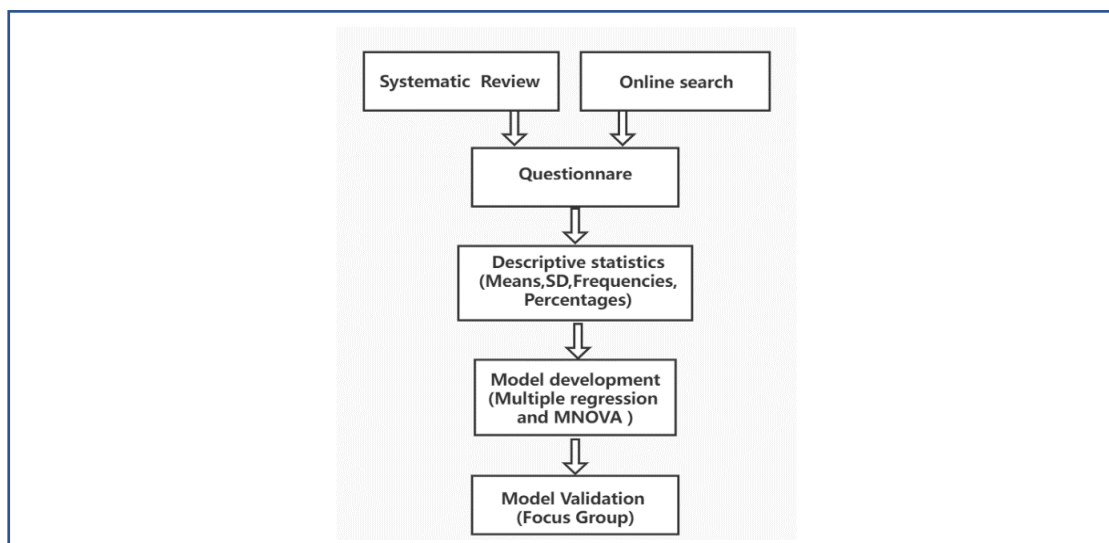 Systematic Review
Online search
Questionnare
Descriptive statistics
(Means,SD,Frequencies,
Percentages)
Model development
(Multiple regression
and MNOVA )
Model Validation
(Focus Group)